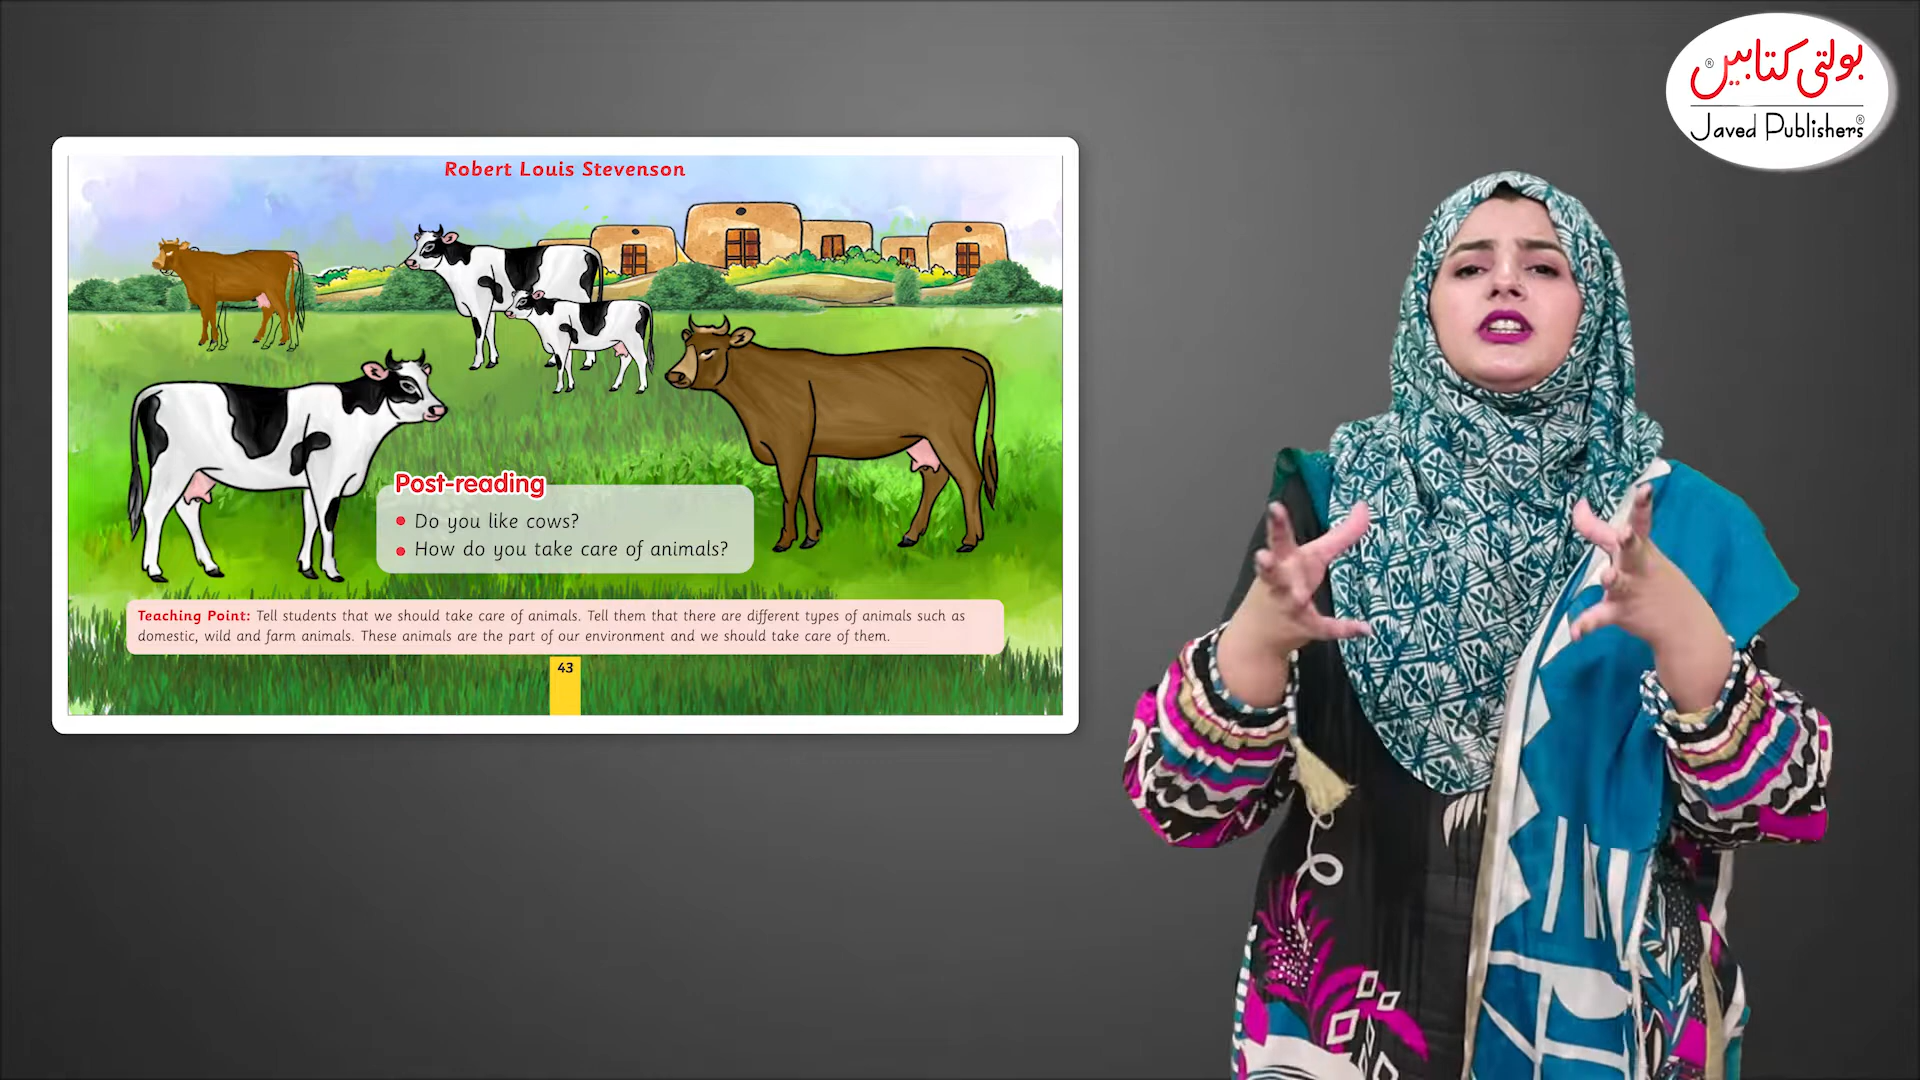 بولتی کتابیں®
Javed Publishers®
Robert Louis Stevenson
Post-reading
• Do you like cows?
• How do you take care of animals?
Teaching Point: Tell students that we should take care of animals. Tell them that there are different types of animals such as
domestic, wild and farm animals. These animals are the part of our environment and we should take care of them.
43